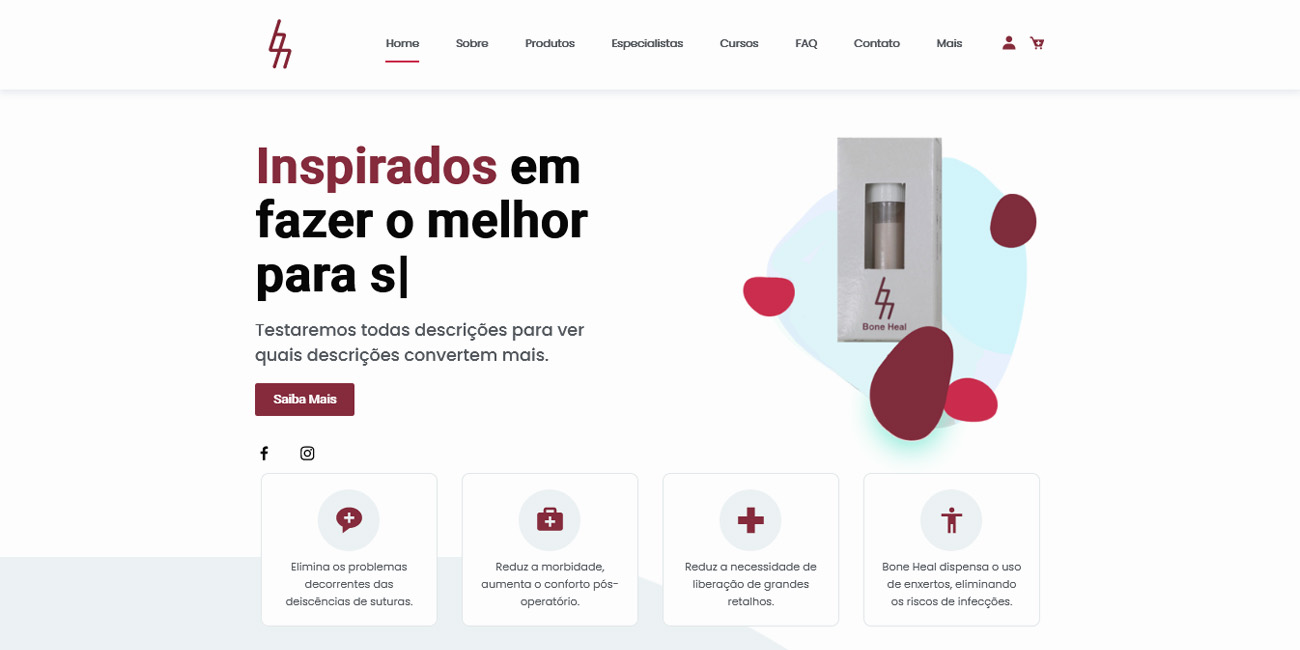 Home Sobre Produtos Especialistas Cursos FAQ Contato Mais
Inspirados em
fazer o melhor
para s|
Testaremos todas descrições para ver
quais descrições convertem mais.
Saiba Mais
Bone Heal
Elimina os problemas
decorrentes das
deiscências de suturas.
Reduz a morbidade,
aumenta o conforto pós-
operatório.
Reduz a necessidade de
liberação de grandes
retalhos.
Bone Heal dispensa o uso
de enxertos, eliminando
os riscos de infecções.